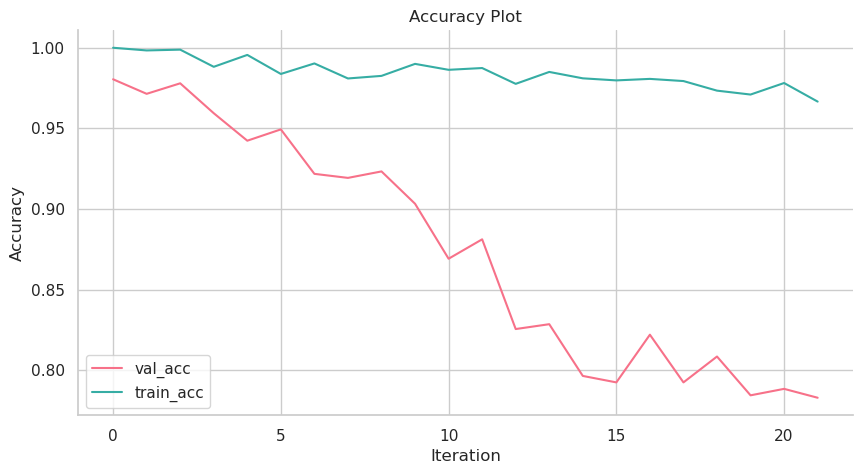 Accuracy Plot
1.00
0.95
0.90
0.85
0.80
Accuracy
val_acc
train_acc
0 5 10 15 20
Iteration